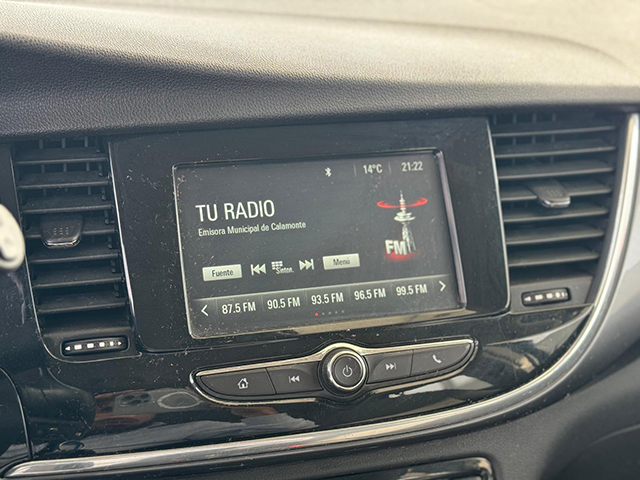 14°C 21:22
TU RADIO
Emisora Municipal de Calamonte
FM
Fuente Sinton. Menú
87.5 FM 90.5 FM 93.5 FM 96.5 FM 99.5 FM